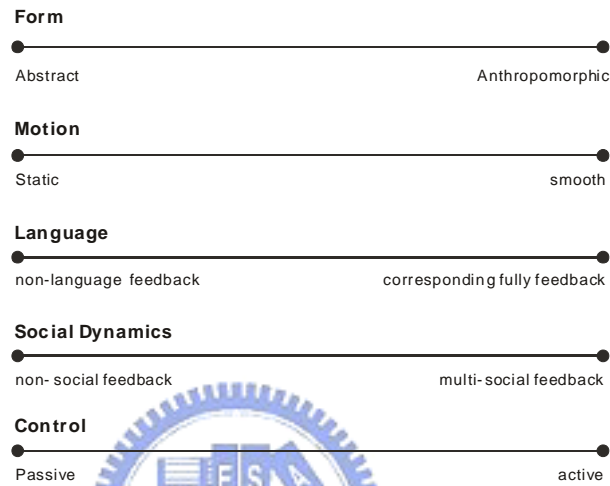 Form
Abstract Anthropomorphic
Motion
Static smooth
Language
non-language feedback corresponding fully feedback
Social Dynamics
non- social feedback multi- social feedback
Control
Passive active
ES